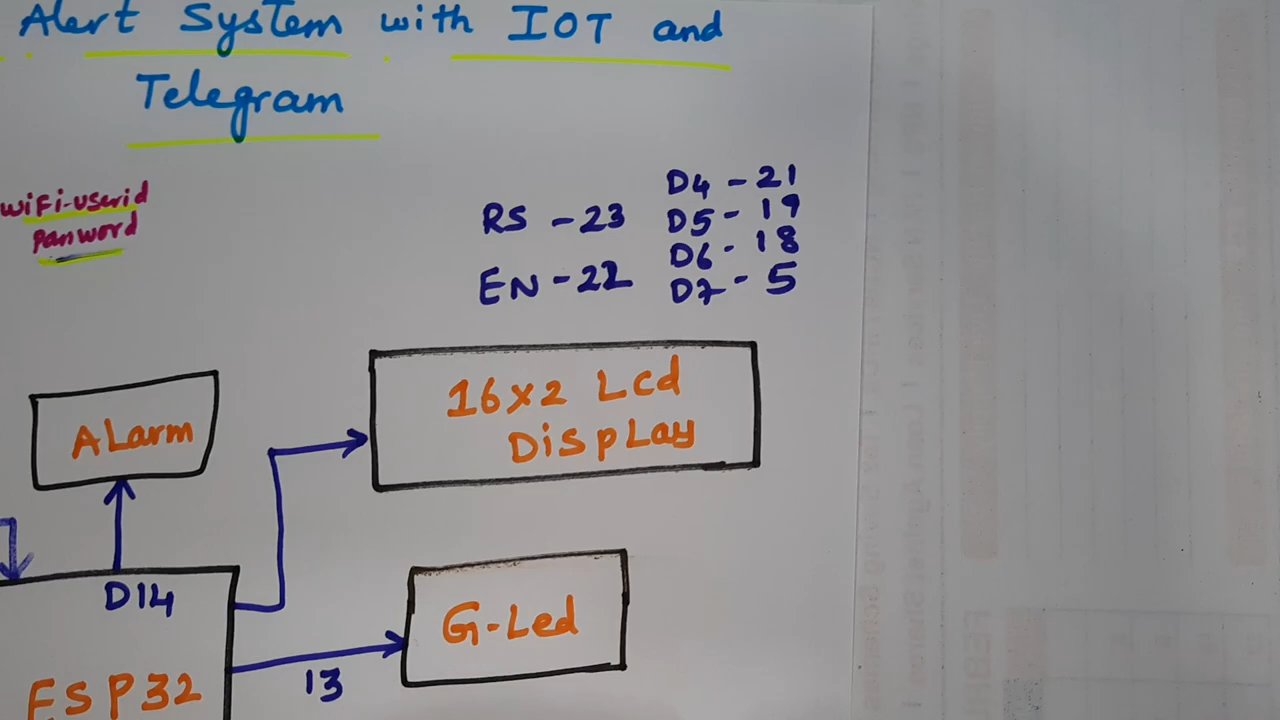 Alert System with IOT and
Telegram
WiFi-userid
panword
RS - 23
EN - 22
D4 - 21
D5 - 19
D6 - 18
D7 - 5
16x2 Lcd
Display
ALarm
D14
G-Led
13
ESP32